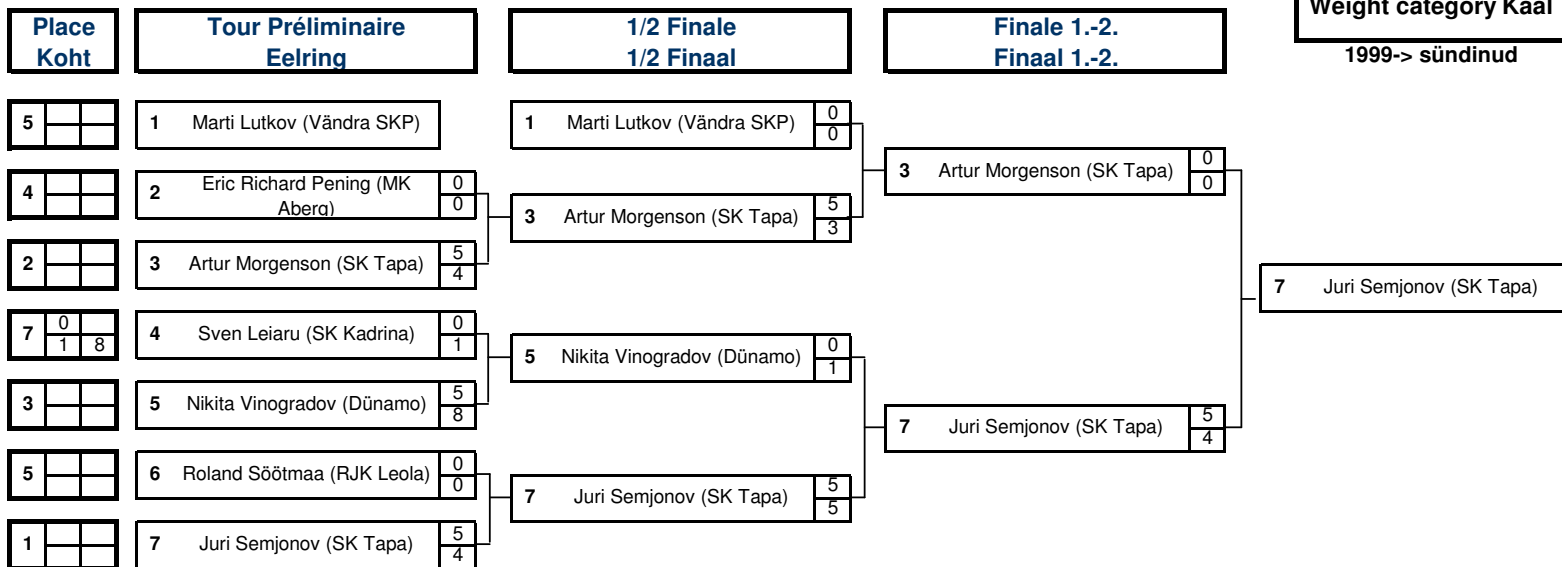 Weight category Kaal
Place
Koht
Tour Préliminaire
Eelring
1/2 Finale
1/2 Finaal
Finale 1.-2.
Finaal 1.-2.
1999-> sündinud
5
1 Marti Lutkov (Vändra SKP)
1 Marti Lutkov (Vändra SKP) 0
0
3 Artur Morgenson (SK Tapa) 0
0
4
2 Eric Richard Pening (MK 0
Aberg) 0
3 Artur Morgenson (SK Tapa) 5
3
2
3 Artur Morgenson (SK Tapa) 5
4
7 Juri Semjonov (SK Tapa)
7 0
1 8
4 Sven Leiaru (SK Kadrina) 0
1
5 Nikita Vinogradov (Dünamo) 0
1
3
5 Nikita Vinogradov (Dünamo) 5
8
7 Juri Semjonov (SK Tapa) 5
4
5
6 Roland Söötmaa (RJK Leola) 0
0
7 Juri Semjonov (SK Tapa) 5
5
1
7 Juri Semjonov (SK Tapa) 5
4